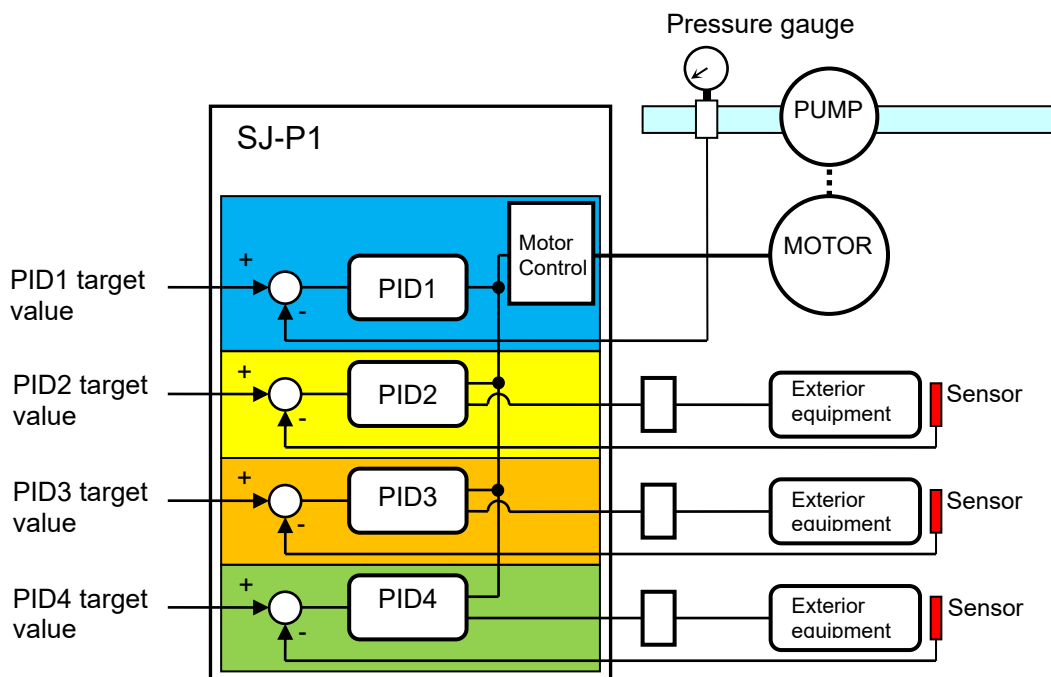 Pressure gauge
PUMP
SJ-P1
Motor
Control
MOTOR
+
PID1 target
value
PID1
-
+
PID2 target
value
PID2
Exterior
equipment
Sensor
-
+
PID3 target
value
PID3
Exterior
equipment
Sensor
-
+
PID4 target
value
PID4
Exterior
equipment
Sensor
-